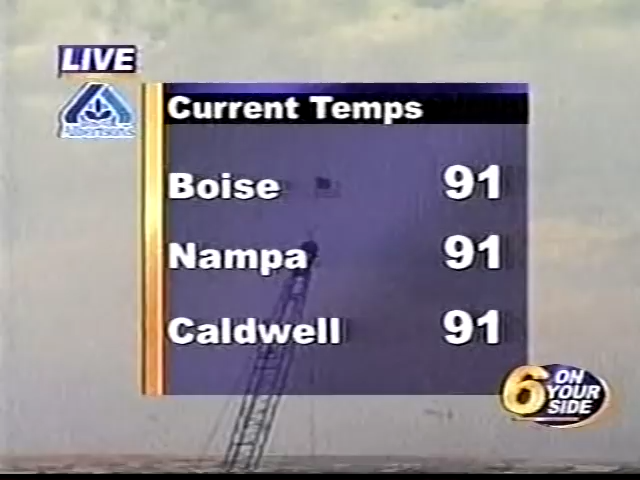 LIVE
Albertsons
Current Temps
Boise 91
Nampa 91
Caldwell 91
6 ON
YOUR
SIDE